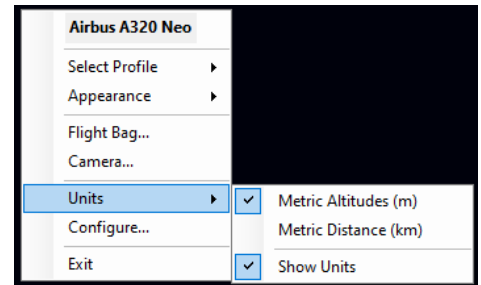 Airbus A320 Neo
Select Profile
Appearance
Flight Bag...
Camera...
Units
Configure...
Exit
Metric Altitudes (m)
Metric Distance (km)
Show Units